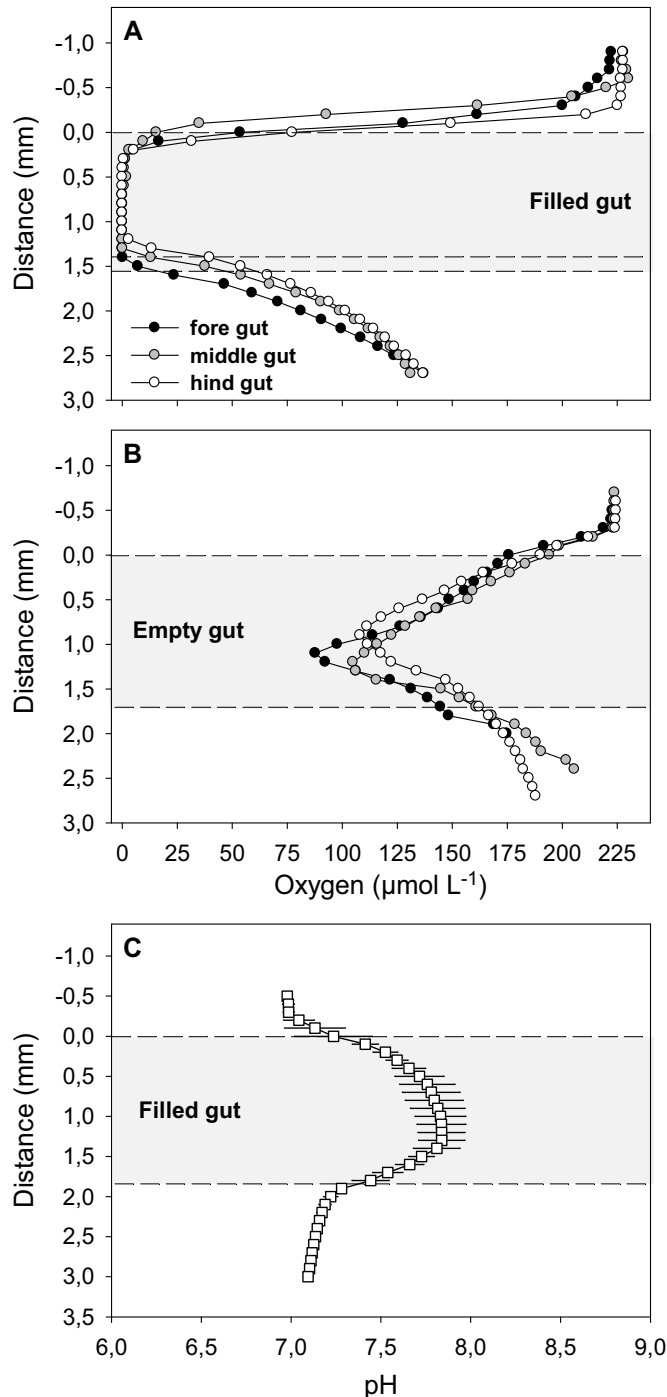 A
-1,0
-0,5
0,0
0,5
1,0
1,5
2,0
2,5
3,0
Distance (mm)
Filled gut
fore gut
middle gut
hind gut
B
-1,0
-0,5
0,0
0,5
1,0
1,5
2,0
2,5
3,0
Distance (mm)
Empty gut
0 25 50 75 100 125 150 175 200 225
Oxygen (µmol L⁻¹)
C
-1,0
-0,5
0,0
0,5
1,0
1,5
2,0
2,5
3,0
3,5
Distance (mm)
Filled gut
6,0 7,0 7,5 8,0 8,5 9,0
pH